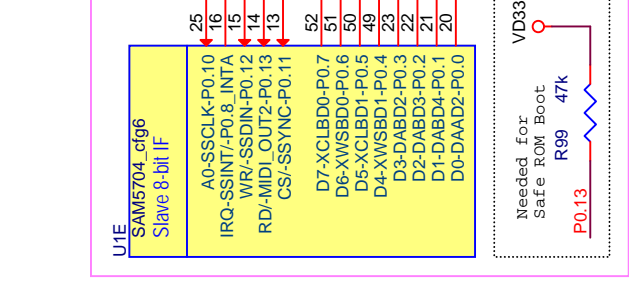 U1E
SAM5704_cfg6
Slave 8-bit IF
25 A0-SSCLK-P0.10
16 IRQ-SSINT/-P0.8_INTA
15 WR/-SSDIN-P0.12
14 RD/-MIDI_OUT2-P0.13
13 CS/-SSYNC-P0.11
52 D7-XCLBD0-P0.7
51 D6-XWSBD0-P0.6
50 D5-XCLBD1-P0.5
49 D4-XWSBD1-P0.4
23 D3-DABD2-P0.3
22 D2-DABD3-P0.2
21 D1-DABD4-P0.1
20 D0-DAAD2-P0.0
Needed for
Safe ROM Boot
VD33
R99 47k
P0.13